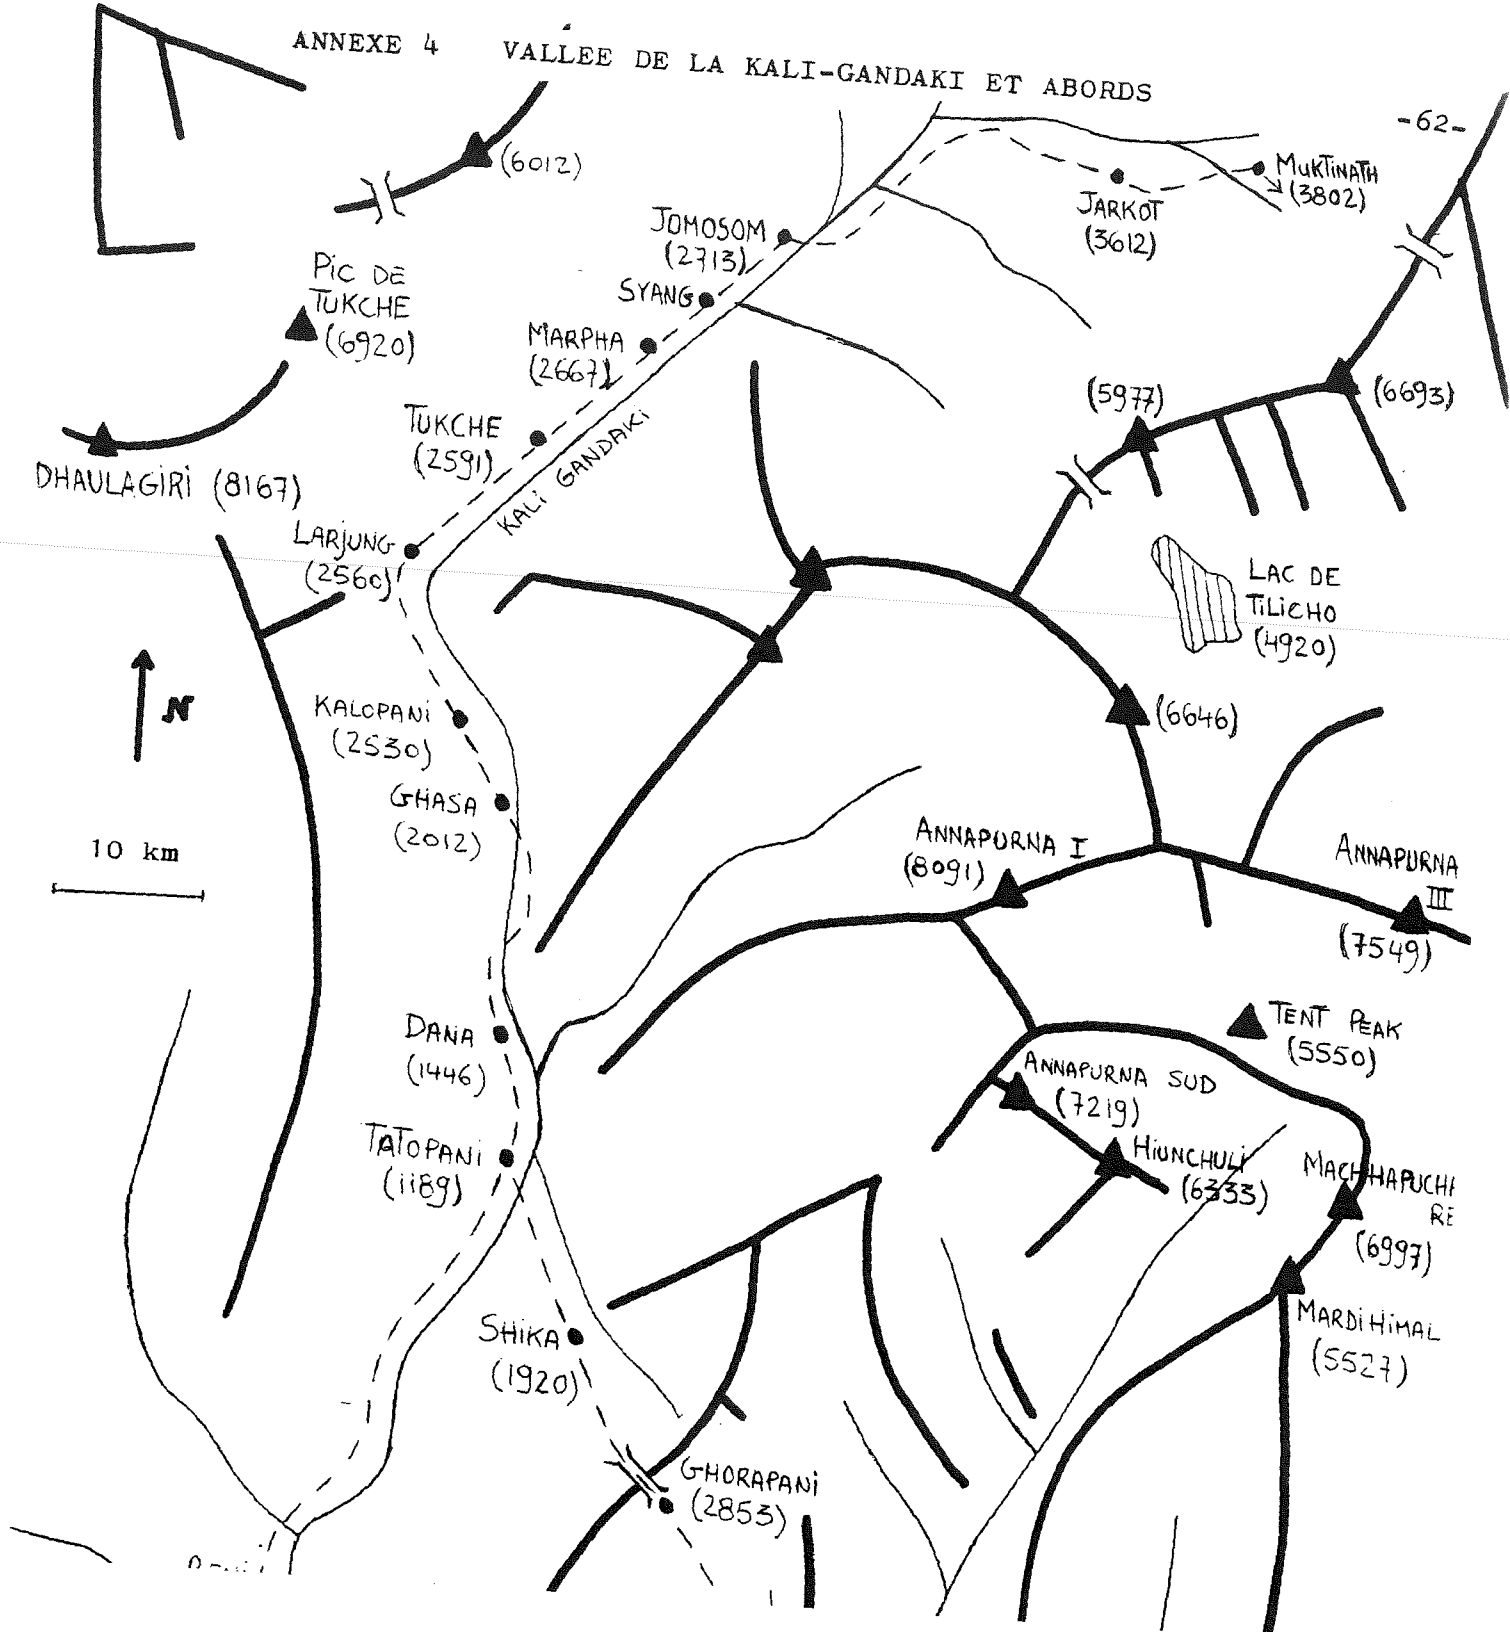 ANNEXE 4 VALLEE DE LA KALI-GANDAKI ET ABORDS
-62-
(6012)
MUKTINATH
(3802)
JARKOT
(3612)
JOMOSOM
(2713)
PIC DE
TUKCHE
(6920)
SYANG
MARPHA
(2667)
(5977)
(6693)
TUKCHE
(2591)
KALI GANDAKI
DHAULAGIRI (8167)
LARJUNG
(2560)
LAC DE
TILICHO
(4920)
N
KALOPANI
(2530)
(6646)
GHASA
(2012)
10 km
ANNAPURNA I
(8091)
ANNAPURNA
III
(7549)
DANA
(1446)
TENT PEAK
(5550)
ANNAPURNA SUD
(7219)
TATOPANI
(1189)
HIUNCHULI
(6333)
MACHHAPUCHH
RE
(6997)
SHIKA
(1920)
MARDI HIMAL
(5527)
GHORAPANI
(2853)